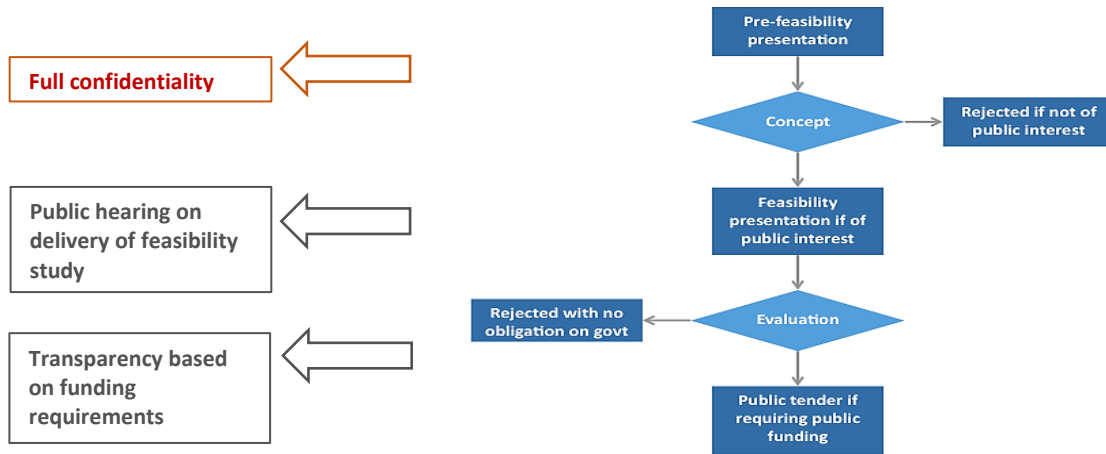 Full confidentiality
Public hearing on
delivery of feasibility
study
Transparency based
on funding
requirements
Pre-feasibility
presentation
Concept
Rejected if not of
public interest
Feasibility
presentation if of
public interest
Rejected with no
obligation on govt
Evaluation
Public tender if
requiring public
funding